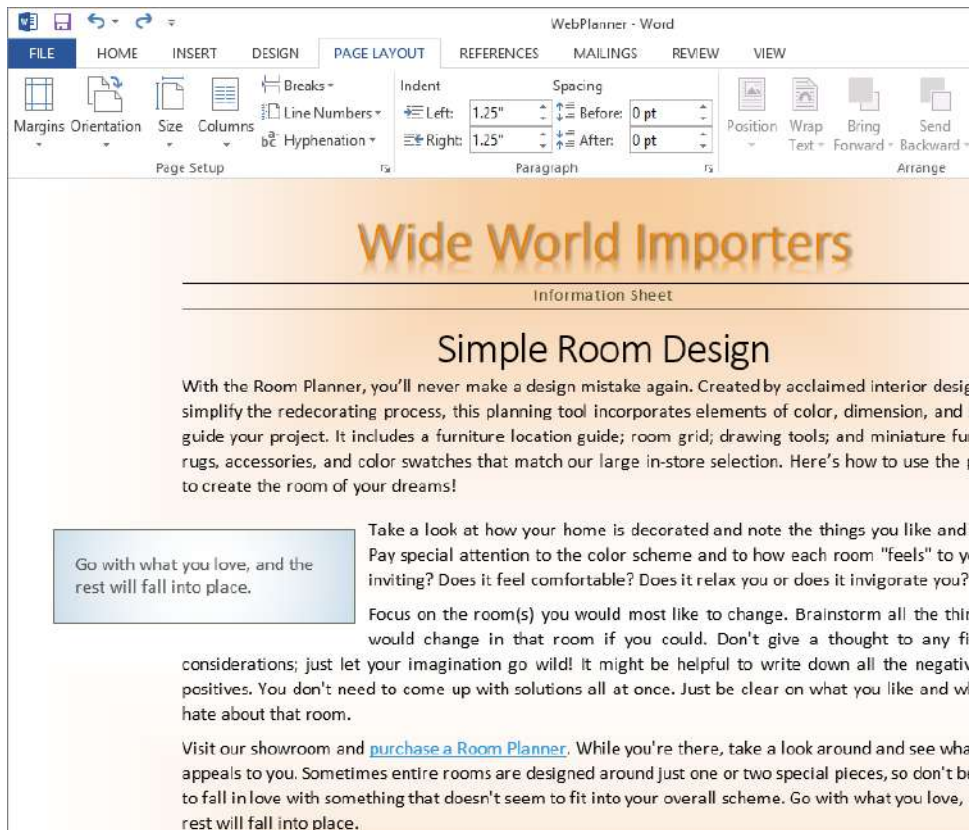 WebPlanner - Word
FILE HOME INSERT DESIGN PAGE LAYOUT REFERENCES MAILINGS REVIEW VIEW
Margins Orientation Size Columns
Breaks
Line Numbers
Hyphenation
Page Setup
Indent
Left: 1.25"
Right: 1.25"
Spacing
Before: 0 pt
After: 0 pt
Paragraph
Position Wrap Text Bring Forward Send Backward
Arrange
Wide World Importers
Information Sheet
Simple Room Design
With the Room Planner, you'll never make a design mistake again. Created by acclaimed interior
simplify the redecorating process, this planning tool incorporates elements of color, dimension, and
guide your project. It includes a furniture location guide; room grid; drawing tools; and miniature
rugs, accessories, and color swatches that match our large in-store selection. Here's how to use the
to create the room of your dreams!
Go with what you love, and the
rest will fall into place.
Take a look at how your home is decorated and note the things you like and
Pay special attention to the color scheme and to how each room "feels" to
inviting? Does it feel comfortable? Does it relax you or does it invigorate you?
Focus on the room(s) you would most like to change. Brainstorm all the
would change in that room if you could. Don't give a thought to any
considerations; just let your imagination go wild! It might be helpful to write down all the
positives. You don't need to come up with solutions all at once. Just be clear on what you like and
hate about that room.
Visit our showroom and purchase a Room Planner. While you're there, take a look around and see
appeals to you. Sometimes entire rooms are designed around just one or two special pieces, so don't
to fall in love with something that doesn't seem to fit into your overall scheme. Go with what you love,
rest will fall into place.